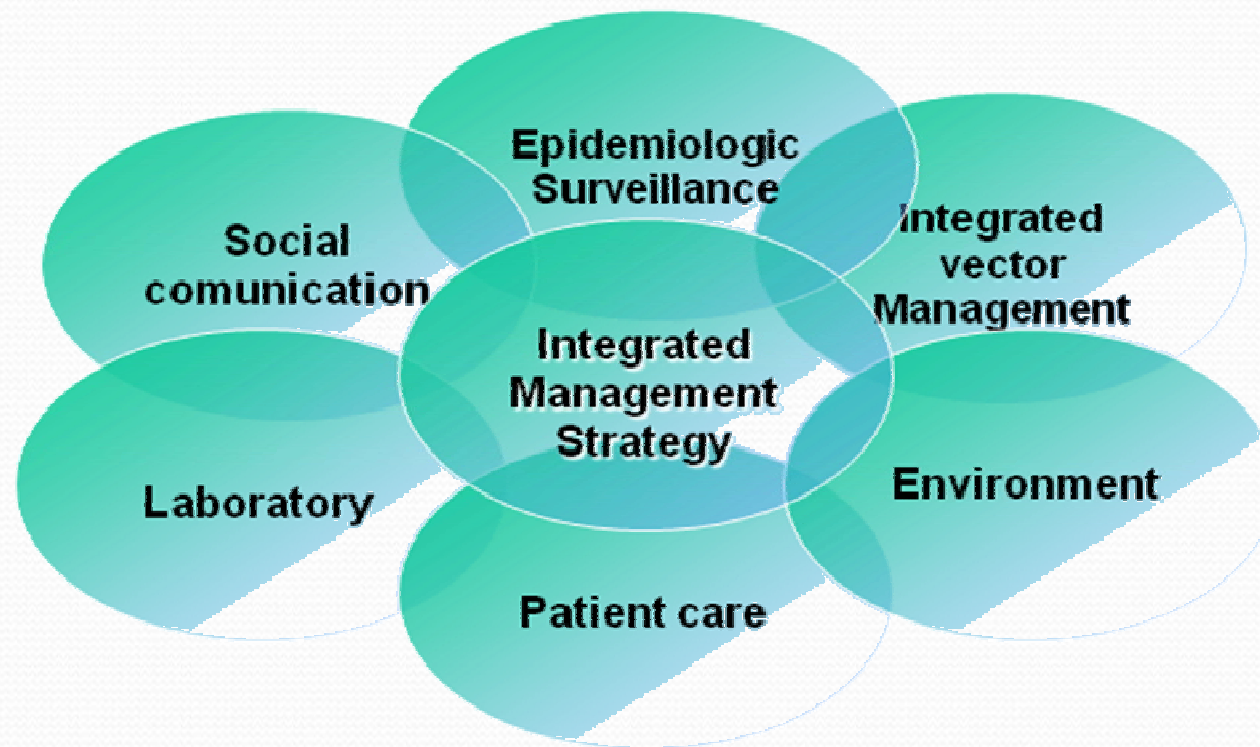 Epidemiologic
Surveillance
Social
comunication
Integrated
vector
Management
Integrated
Management
Strategy
Laboratory
Environment
Patient care